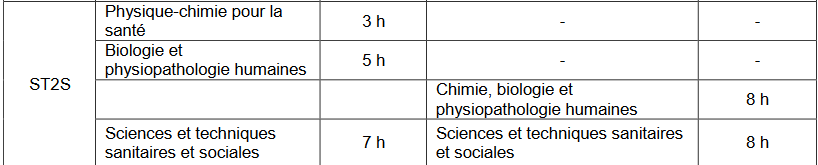 Physique-chimie pour la
santé
3 h
-
-
Biologie et
physiopathologie humaines
5 h
-
-
ST2S
Chimie, biologie et
physiopathologie humaines
8 h
Sciences et techniques
sanitaires et sociales
7 h
Sciences et techniques sanitaires
et sociales
8 h